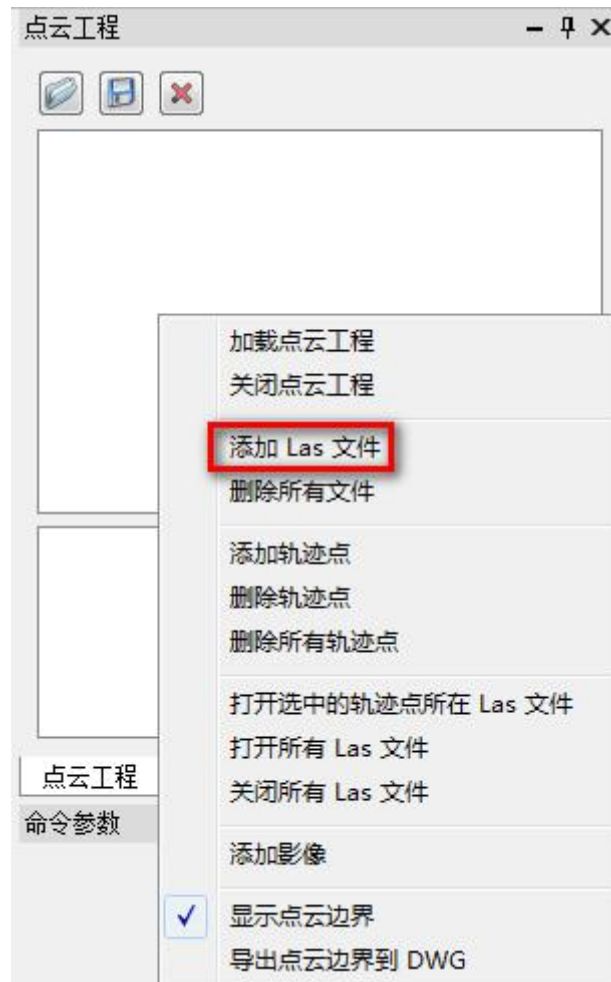 点云工程
加载点云工程
关闭点云工程
添加 Las 文件
删除所有文件
添加轨迹点
删除轨迹点
删除所有轨迹点
打开选中的轨迹点所在 Las 文件
打开所有 Las 文件
关闭所有 Las 文件
点云工程
命令参数
添加影像
显示点云边界
导出点云边界到 DWG